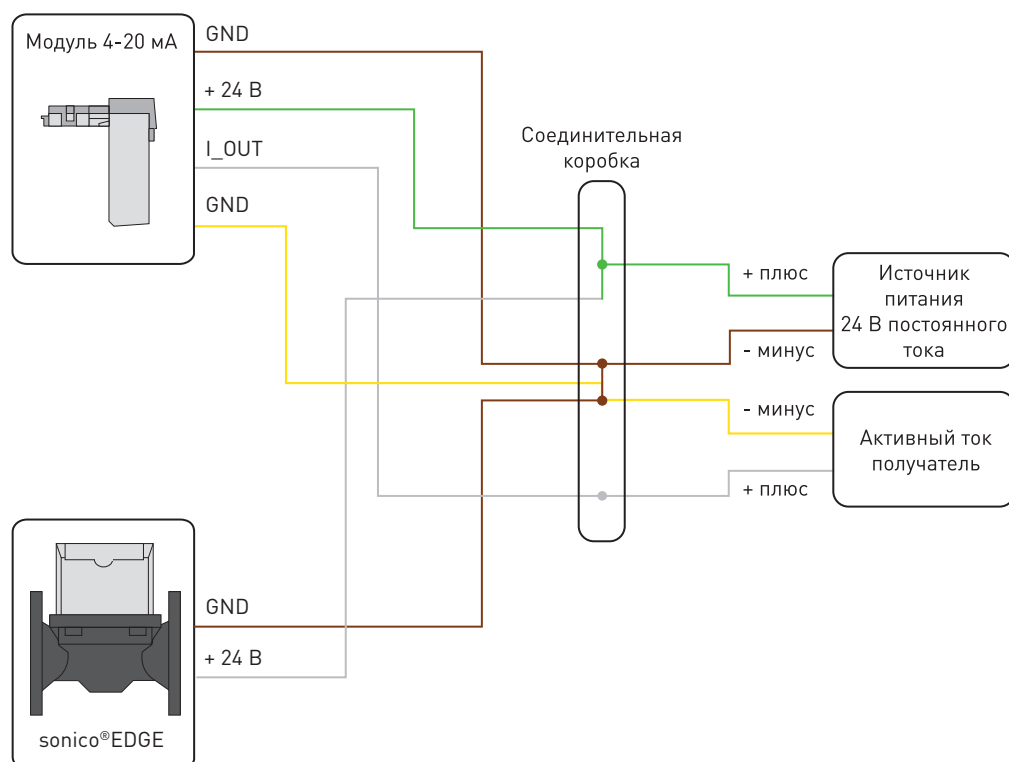 Модуль 4-20 мА
GND
+ 24 В
I_OUT
GND
Соединительная
коробка
+ плюс
- минус
Источник
питания
24 В постоянного
тока
- минус
+ плюс
Активный ток
получатель
GND
+ 24 В
sonico®EDGE